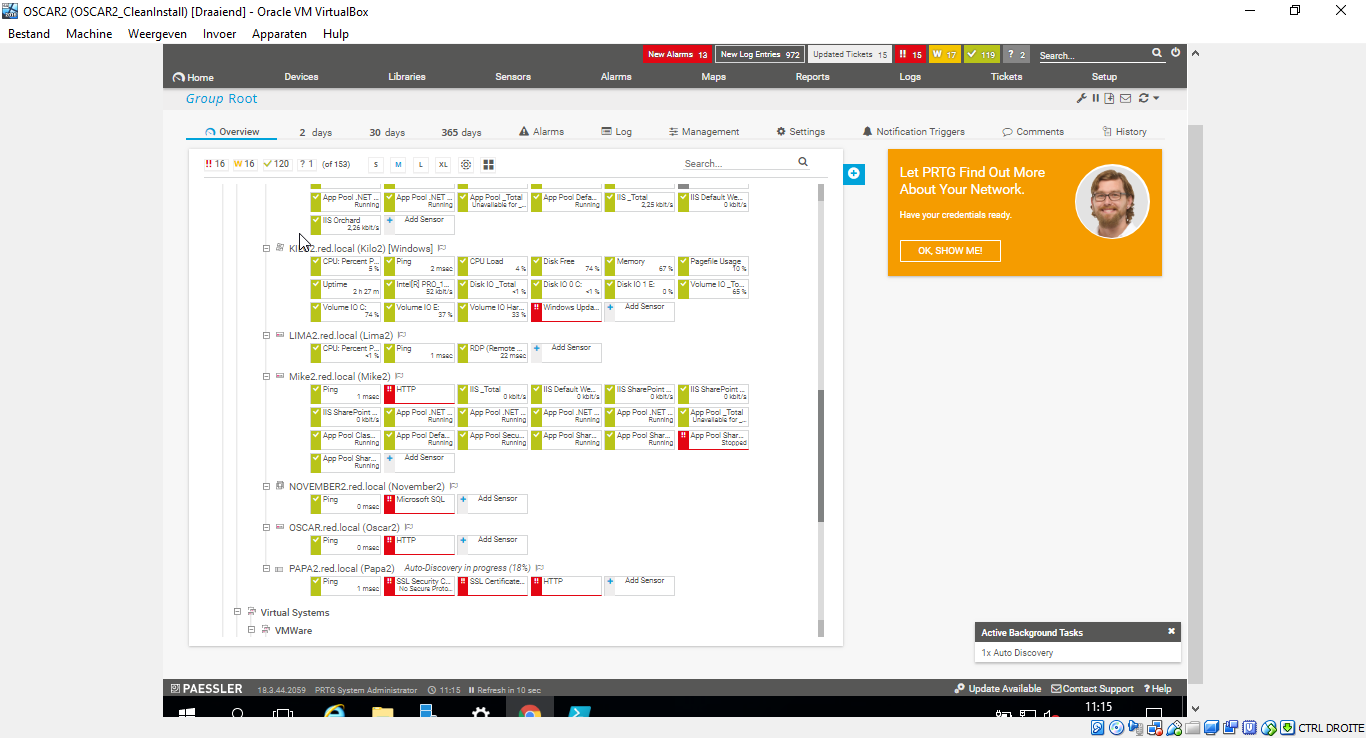 OSCAR2 (OSCAR2_CleanInstall) [Draaiend] - Oracle VM VirtualBox
Bestand Machine Weergeven Invoer Apparaten Hulp
New Alarms 13 New Log Entries 972 Updated Tickets 15 !! 15 W 17 119 ? 2 Search...
Home Devices Libraries Sensors Alarms Maps Reports Logs Tickets Setup
Group Root
Overview 2 days 30 days 365 days Alarms Log Management Settings Notification Triggers Comments History
!! 16 W 16 120 ? 1 (of 153) S M L XL Search...
App Pool .NET ... Running App Pool .NET ... Running App Pool _Total Unavailable for _... App Pool Defa... Running IIS _Total 2,25 kbit/s IIS Default We... 0 kbit/s
IIS Orchard 2,26 kbit/s Add Sensor
2.red.local (Kilo2) [Windows]
CPU: Percent P... 5 % Ping 2 msec CPU Load 4 % Disk Free 74 % Memory 67 % Pagefile Usage 10 %
Uptime 2 h 27 m Intel[R] PRO_1... 52 kbit/s Disk IO _Total <1 % Disk IO 0 C: <1 % Disk IO 1 E: 0 % Volume IO _To... 65 %
Volume IO C: 74 % Volume IO E: 37 % Volume IO Har... 33 % Windows Upda... Add Sensor
LIMA2.red.local (Lima2)
CPU: Percent P... <1 % Ping 1 msec RDP (Remote ... 22 msec Add Sensor
Mike2.red.local (Mike2)
Ping 1 msec HTTP IIS _Total 0 kbit/s IIS Default We... 0 kbit/s IIS SharePoint ... 0 kbit/s IIS SharePoint ... 0 kbit/s
IIS SharePoint ... 0 kbit/s App Pool .NET ... Running App Pool .NET ... Running App Pool .NET ... Running App Pool .NET ... Running App Pool _Total Unavailable for _...
App Pool Clas... Running App Pool Defa... Running App Pool Secu... Running App Pool Shar... Running App Pool Shar... Running App Pool Shar... Stopped
App Pool Shar... Running Add Sensor
NOVEMBER2.red.local (November2)
Ping 0 msec Microsoft SQL Add Sensor
OSCAR.red.local (Oscar2)
Ping 0 msec HTTP Add Sensor
PAPA2.red.local (Papa2) Auto-Discovery in progress (18%)
Ping 1 msec SSL Security C... No Secure Proto... SSL Certificate... HTTP Add Sensor
Virtual Systems
VMWare
Let PRTG Find Out More
About Your Network.
Have your credentials ready.
OK, SHOW ME!
Active Background Tasks
1x Auto Discovery
PAESSLER 18.3.44.2059 PRTG System Administrator 11:15 Refresh in 10 sec Update Available Contact Support ? Help
11:15
CTRL DROITE